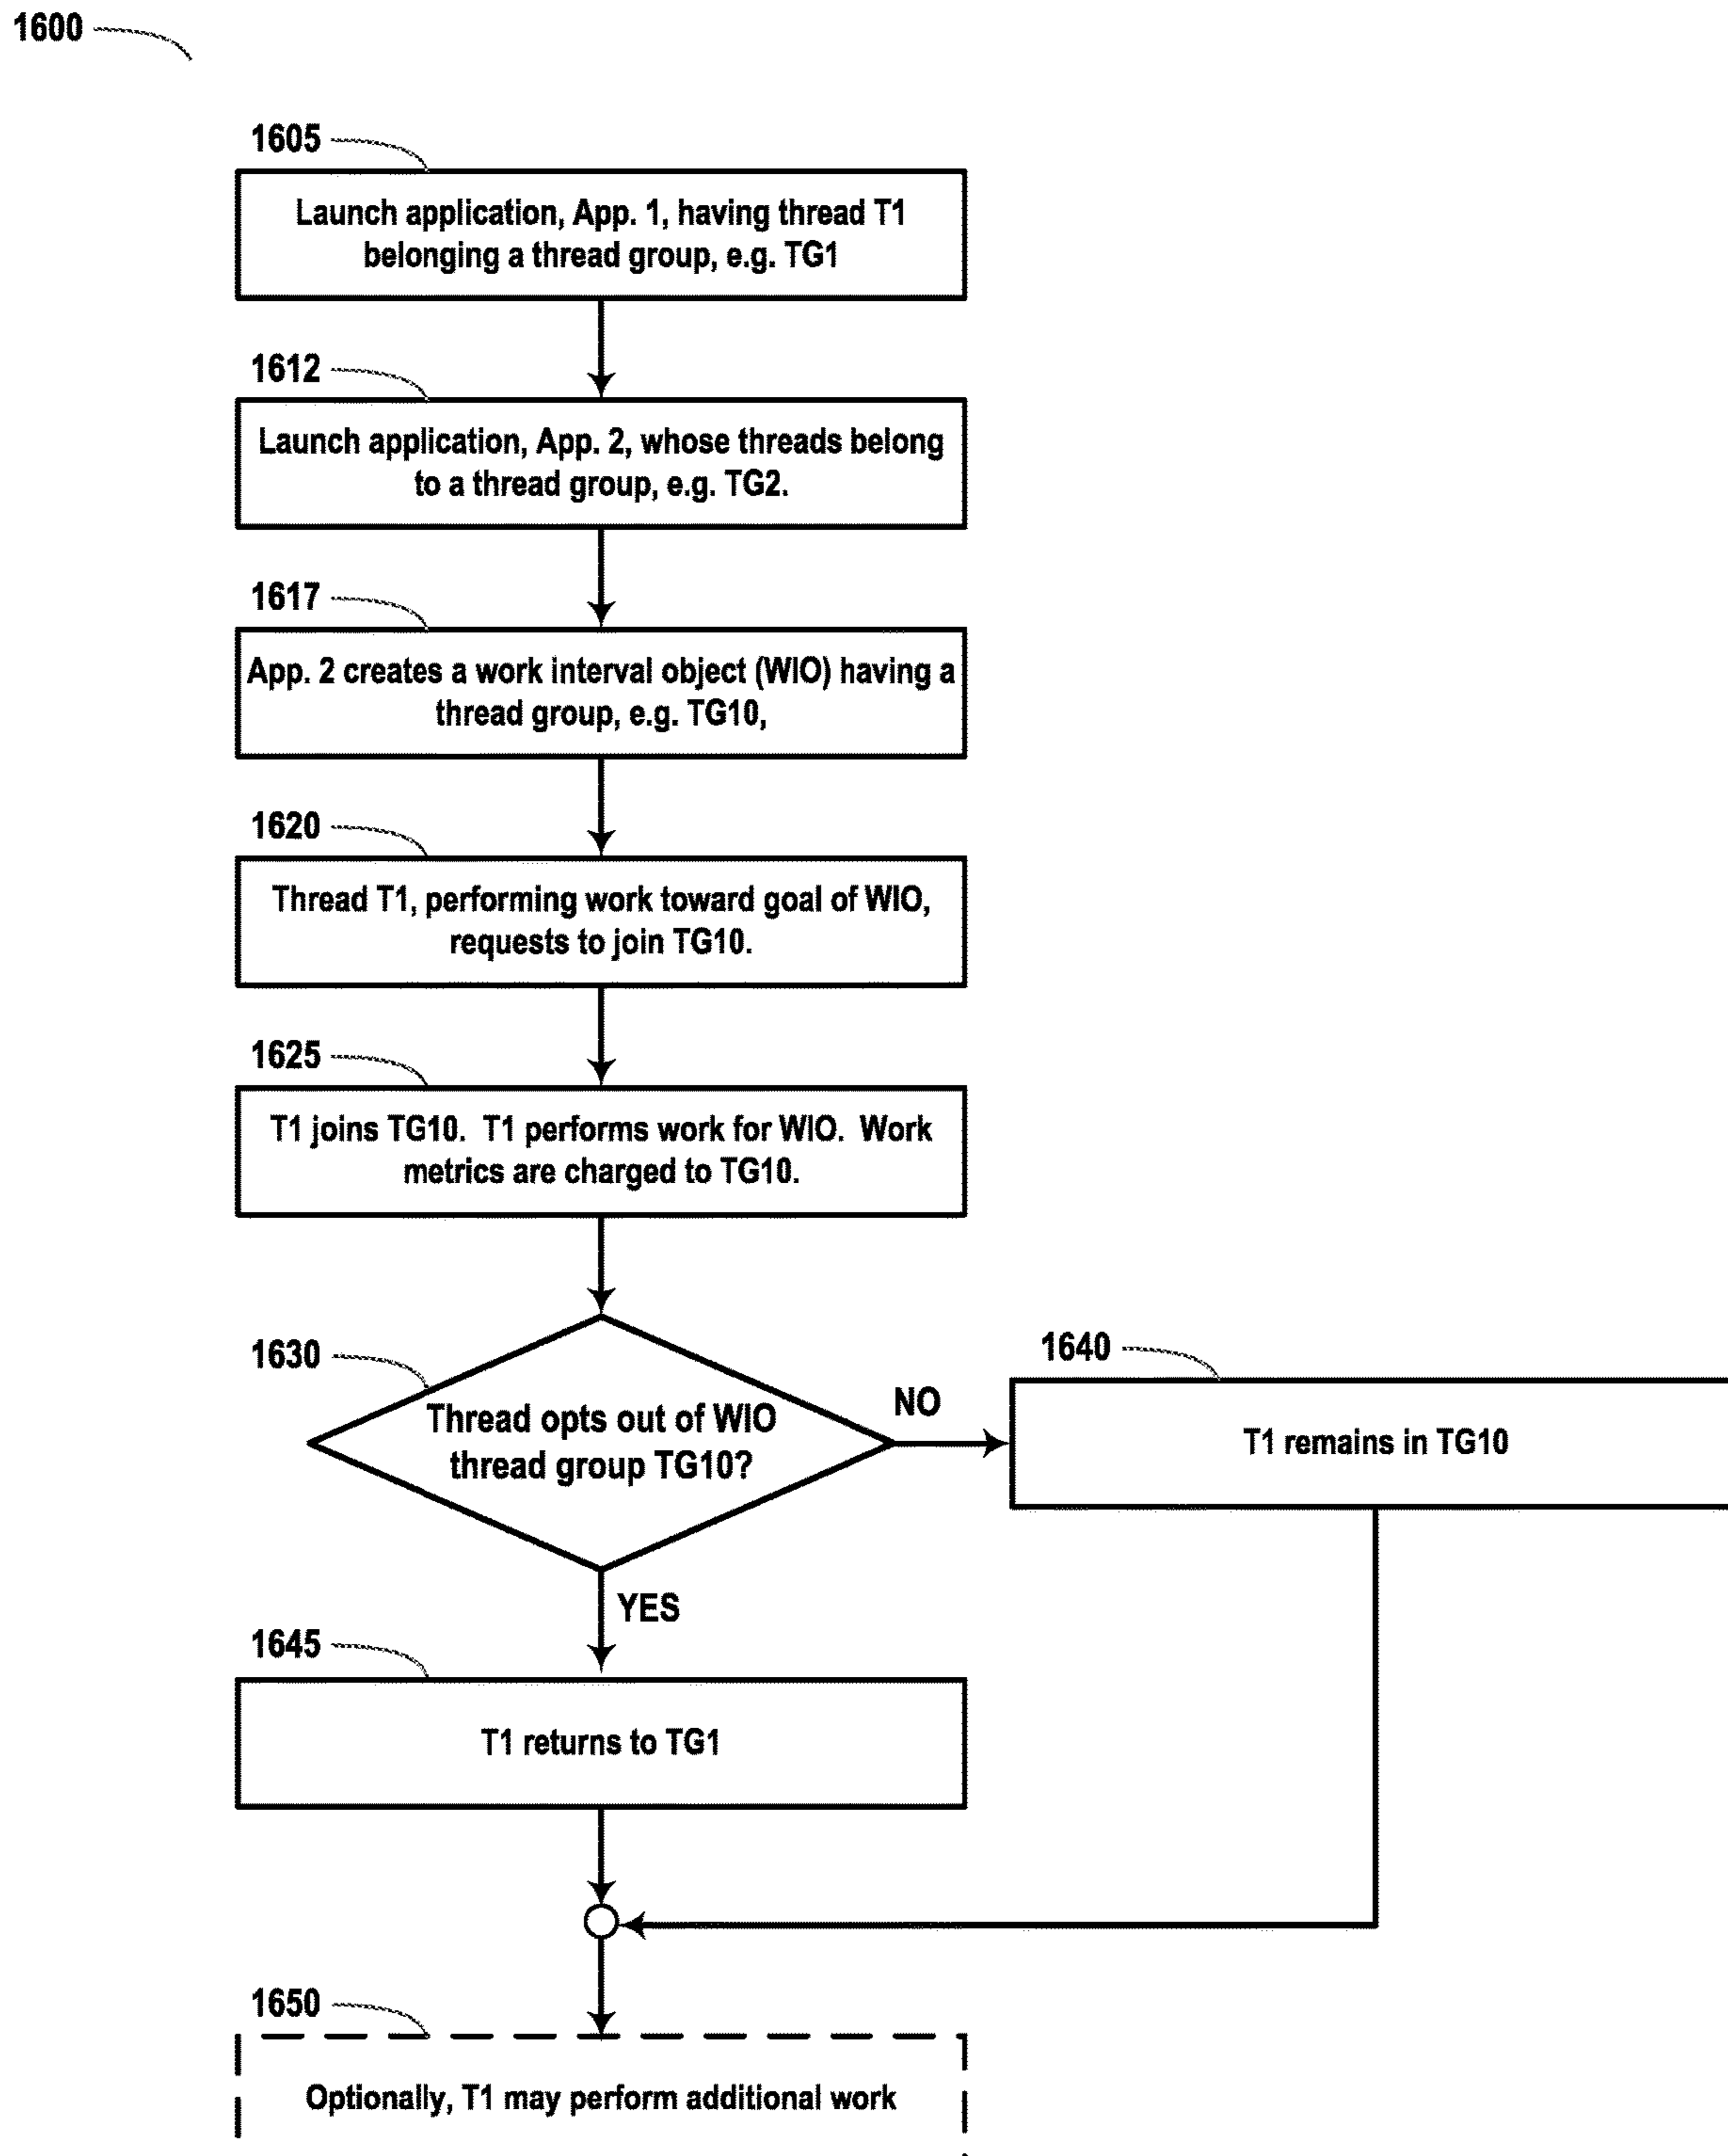 1600
1605
Launch application, App. 1, having thread T1
belonging a thread group, e.g. TG1
1612
Launch application, App. 2, whose threads belong
to a thread group, e.g. TG2.
1617
App. 2 creates a work interval object (WIO) having a
thread group, e.g. TG10,
1620
Thread T1, performing work toward goal of WIO,
requests to join TG10.
1625
T1 joins TG10. T1 performs work for WIO. Work
metrics are charged to TG10.
1630
Thread opts out of WIO
thread group TG10?
NO
1640
T1 remains in TG10
YES
1645
T1 returns to TG1
1650
Optionally, T1 may perform additional work